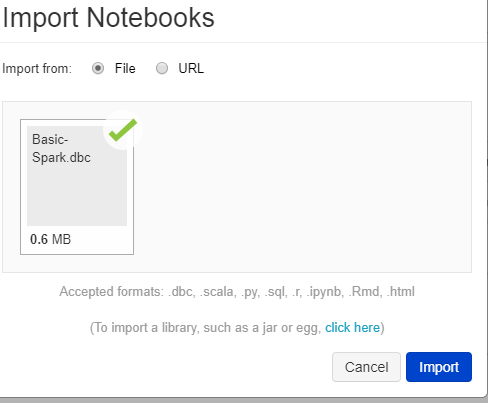 Import Notebooks
Import from: File URL
Basic-
Spark.dbc
0.6 MB
Accepted formats: .dbc, .scala, .py, .sql, .r, .ipynb, .Rmd, .html
(To import a library, such as a jar or egg, click here)
Cancel Import